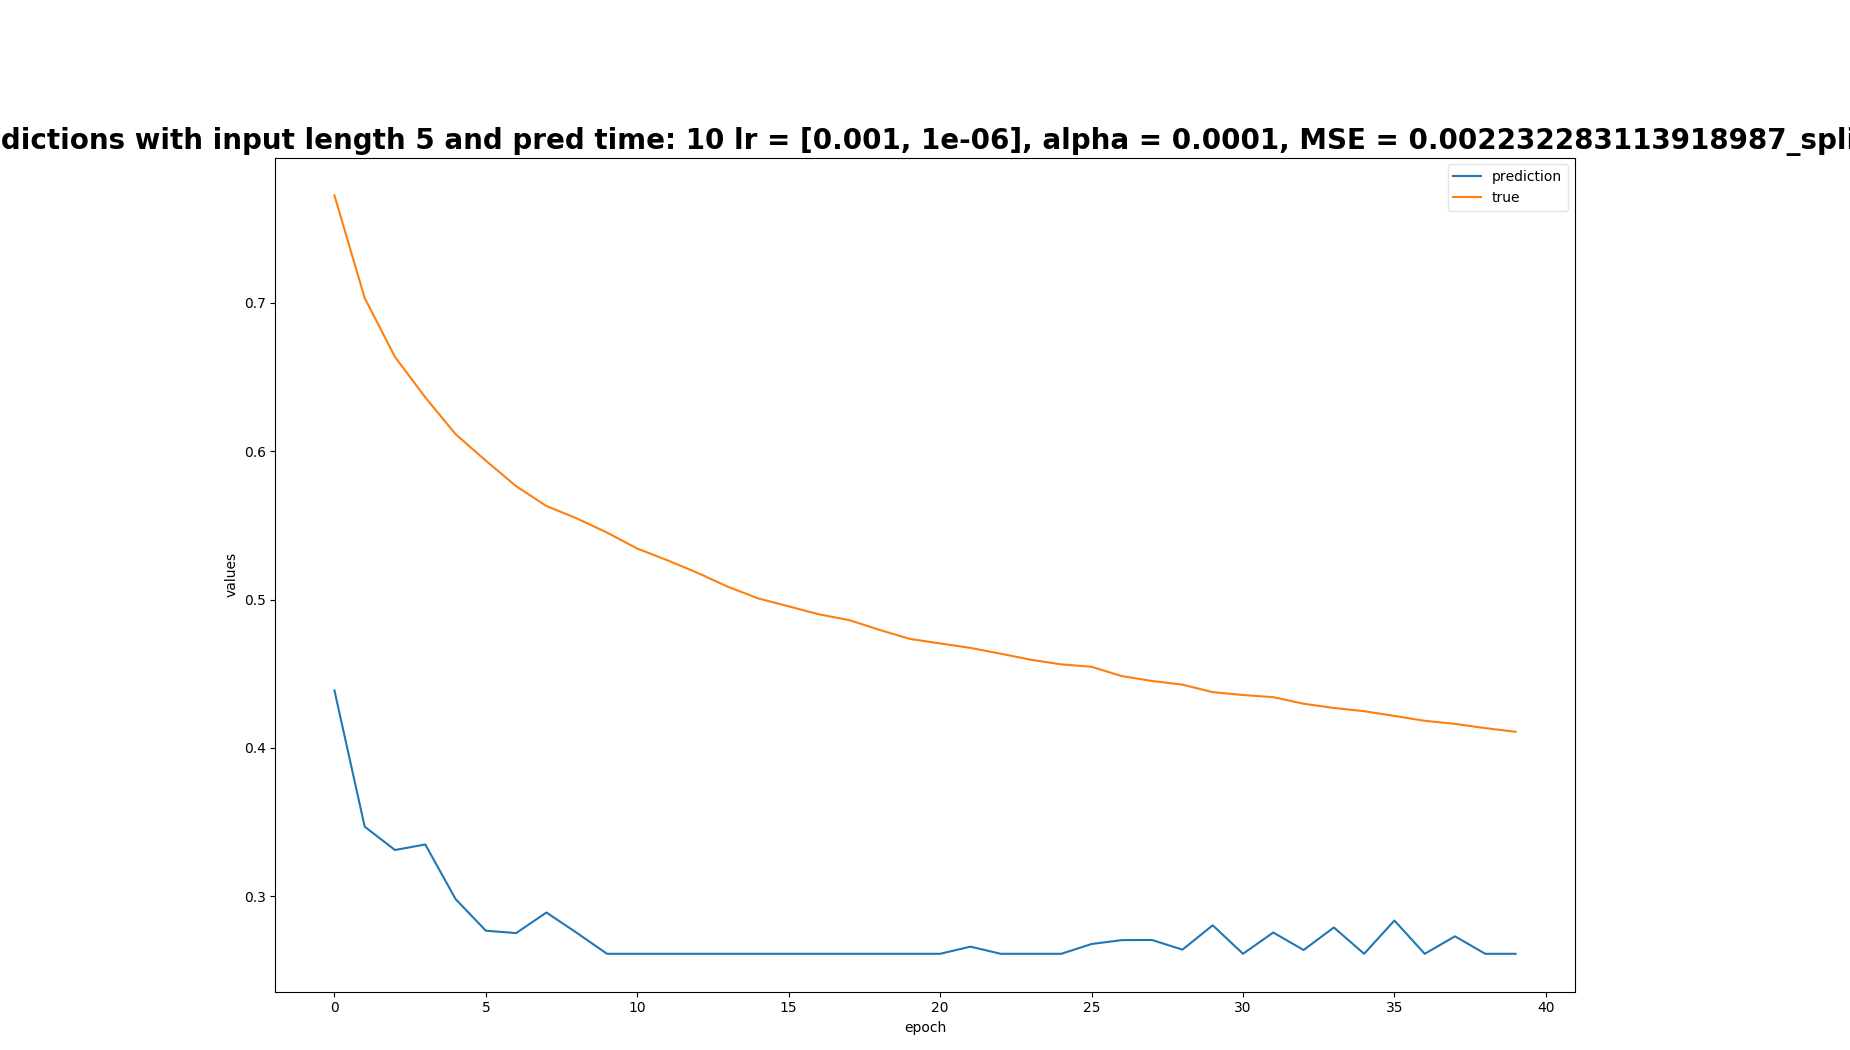 dictions with input length 5 and pred time: 10 lr = [0.001, 1e-06], alpha = 0.0001, MSE = 0.002232283113918987_spli
prediction
true
0.7
0.6
0.5
0.4
0.3
values
0
5
10
15
20
25
30
35
40
epoch